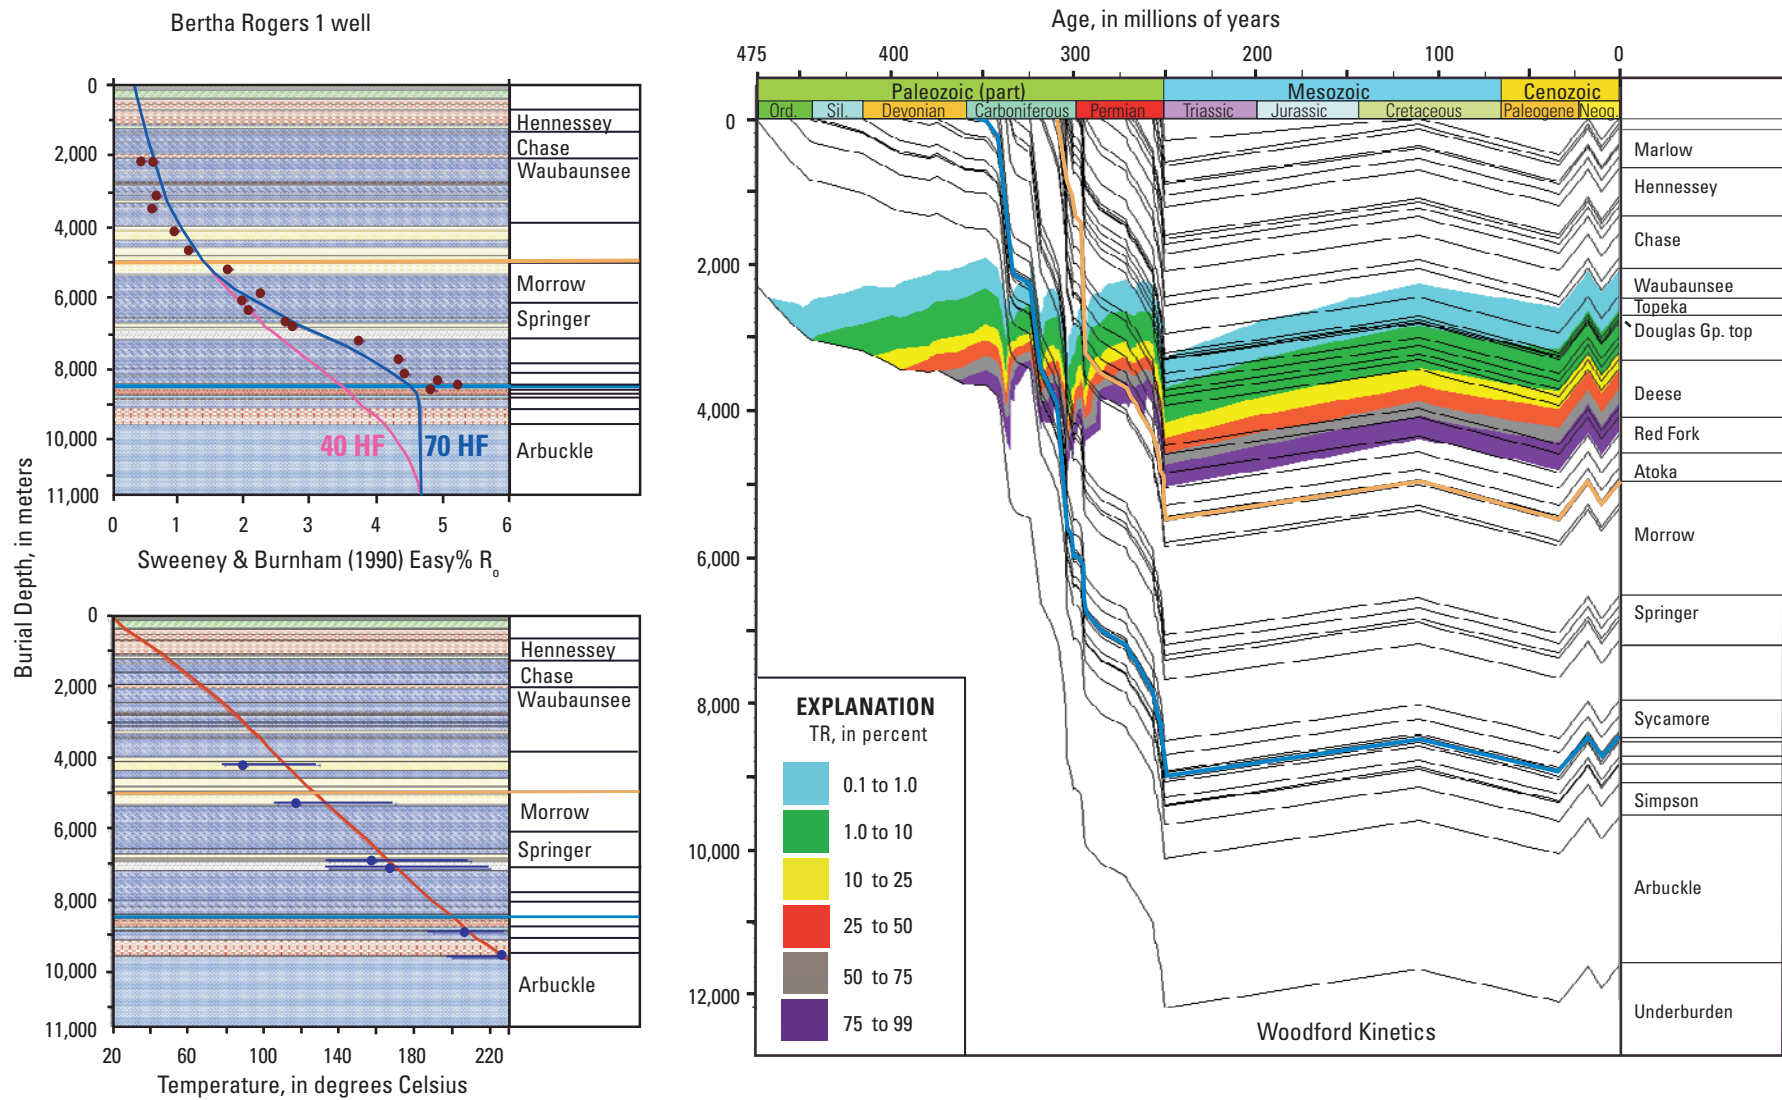 Bertha Rogers 1 well
0
2,000
4,000
6,000
8,000
10,000
11,000
Hennessey
Chase
Waubaunsee
Morrow
Springer
Arbuckle
40 HF
70 HF
0 1 2 3 4 5 6
Sweeney & Burnham (1990) Easy% Ro
Burial Depth, in meters
0
2,000
4,000
6,000
8,000
10,000
11,000
Hennessey
Chase
Waubaunsee
Morrow
Springer
Arbuckle
20 60 100 140 180 220
Temperature, in degrees Celsius
Age, in millions of years
475 400 300 200 100 0
Paleozoic (part) Mesozoic Cenozoic
Ord. Sil. Devonian Carboniferous Permian Triassic Jurassic Cretaceous Paleogene Neog.
0
2,000
4,000
6,000
8,000
10,000
12,000
Marlow
Hennessey
Chase
Waubaunsee
Topeka
Douglas Gp. top
Deese
Red Fork
Atoka
Morrow
Springer
Sycamore
Simpson
Arbuckle
Underburden
EXPLANATION
TR, in percent
0.1 to 1.0
1.0 to 10
10 to 25
25 to 50
50 to 75
75 to 99
Woodford Kinetics